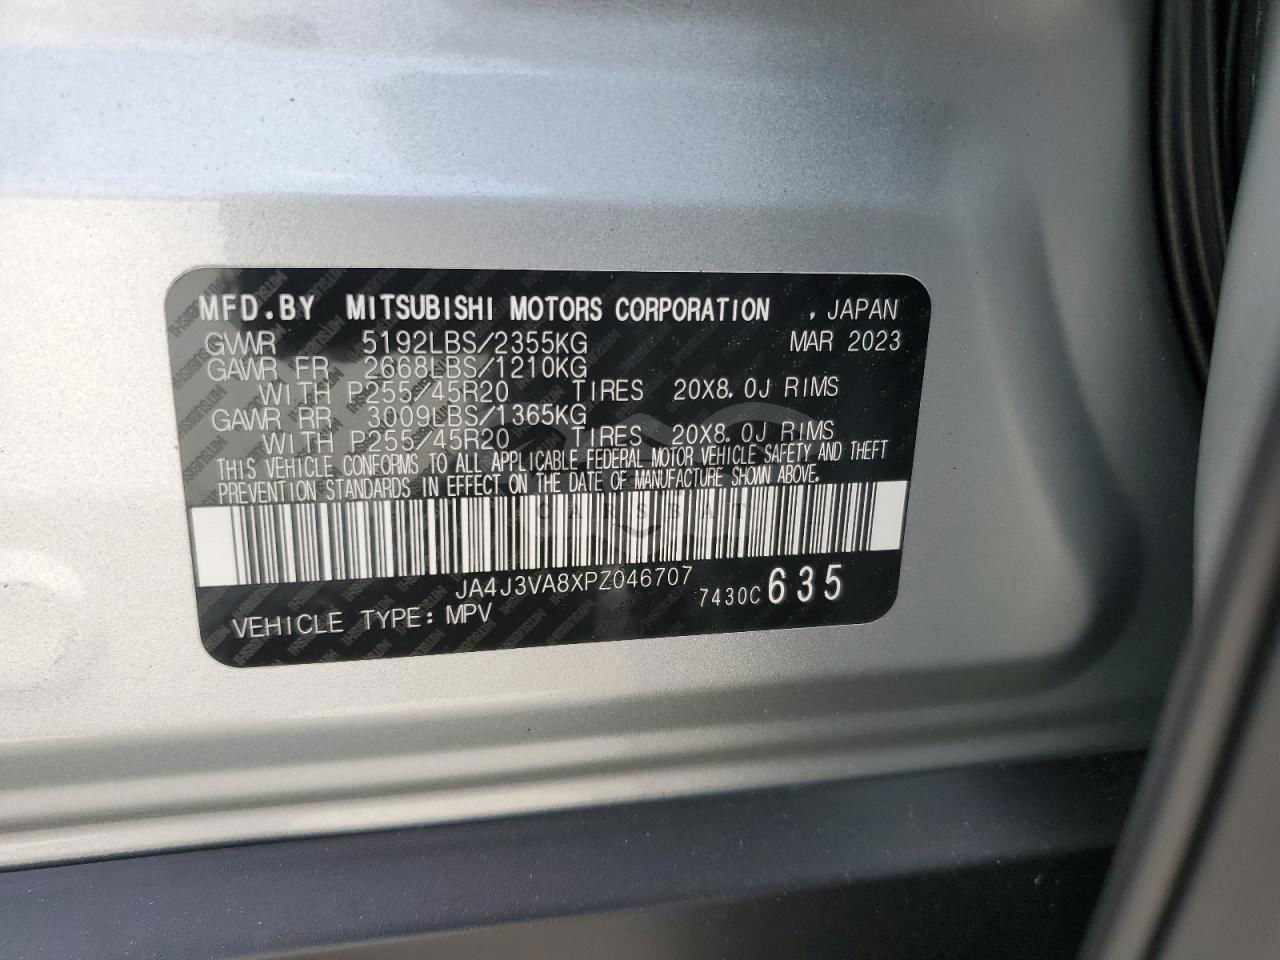 MFD.BY MITSUBISHI MOTORS CORPORATION , JAPAN
GVWR 5192LBS/2355KG MAR 2023
GAWR FR 2668LBS/1210KG
WITH P255/45R20 TIRES 20X8.0J RIMS
GAWR RR 3009LBS/1365KG
WITH P255/45R20 TIRES 20X8.0J RIMS
THIS VEHICLE CONFORMS TO ALL APPLICABLE FEDERAL MOTOR VEHICLE SAFETY AND THEFT
PREVENTION STANDARDS IN EFFECT ON THE DATE OF MANUFACTURE SHOWN ABOVE.
JA4J3VA8XPZ046707 7430C 635
VEHICLE TYPE: MPV